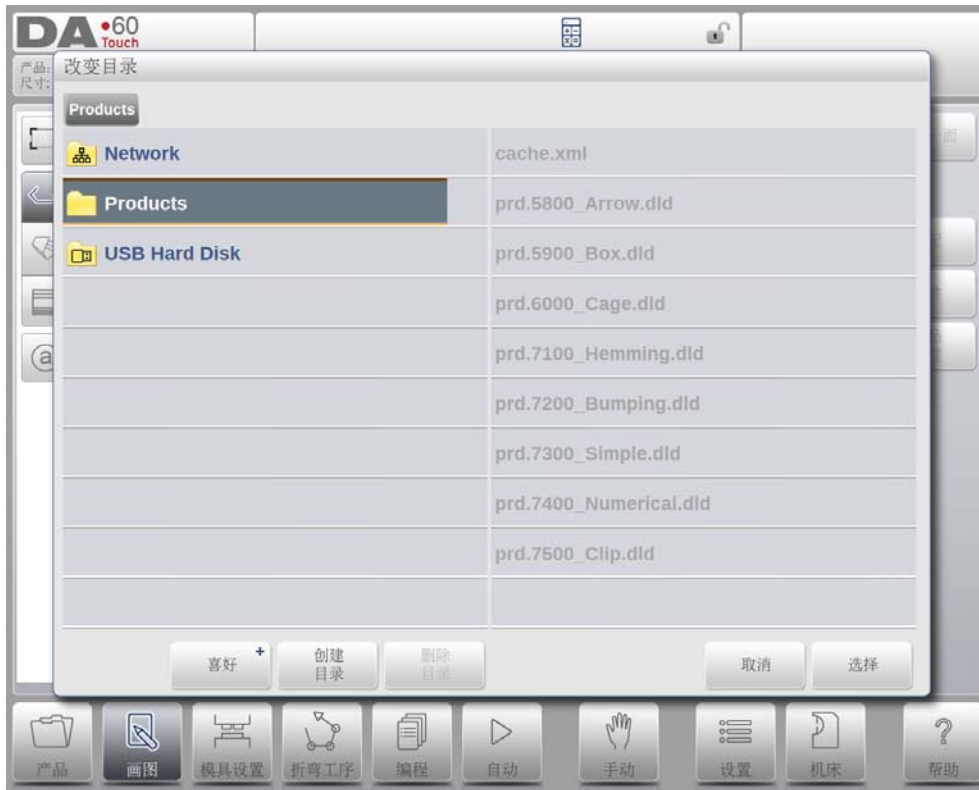 DA•60
Touch
产品:
尺寸:
改变目录
Products
Network
cache.xml
Products
prd.5800_Arrow.dld
USB Hard Disk
prd.5900_Box.dld
prd.6000_Cage.dld
prd.7100_Hemming.dld
prd.7200_Bumping.dld
prd.7300_Simple.dld
prd.7400_Numerical.dld
prd.7500_Clip.dld
喜好 +
创建
目录
删除
目录
取消
选择
产品
画图
模具设置
折弯工序
编程
自动
手动
设置
机床
帮助